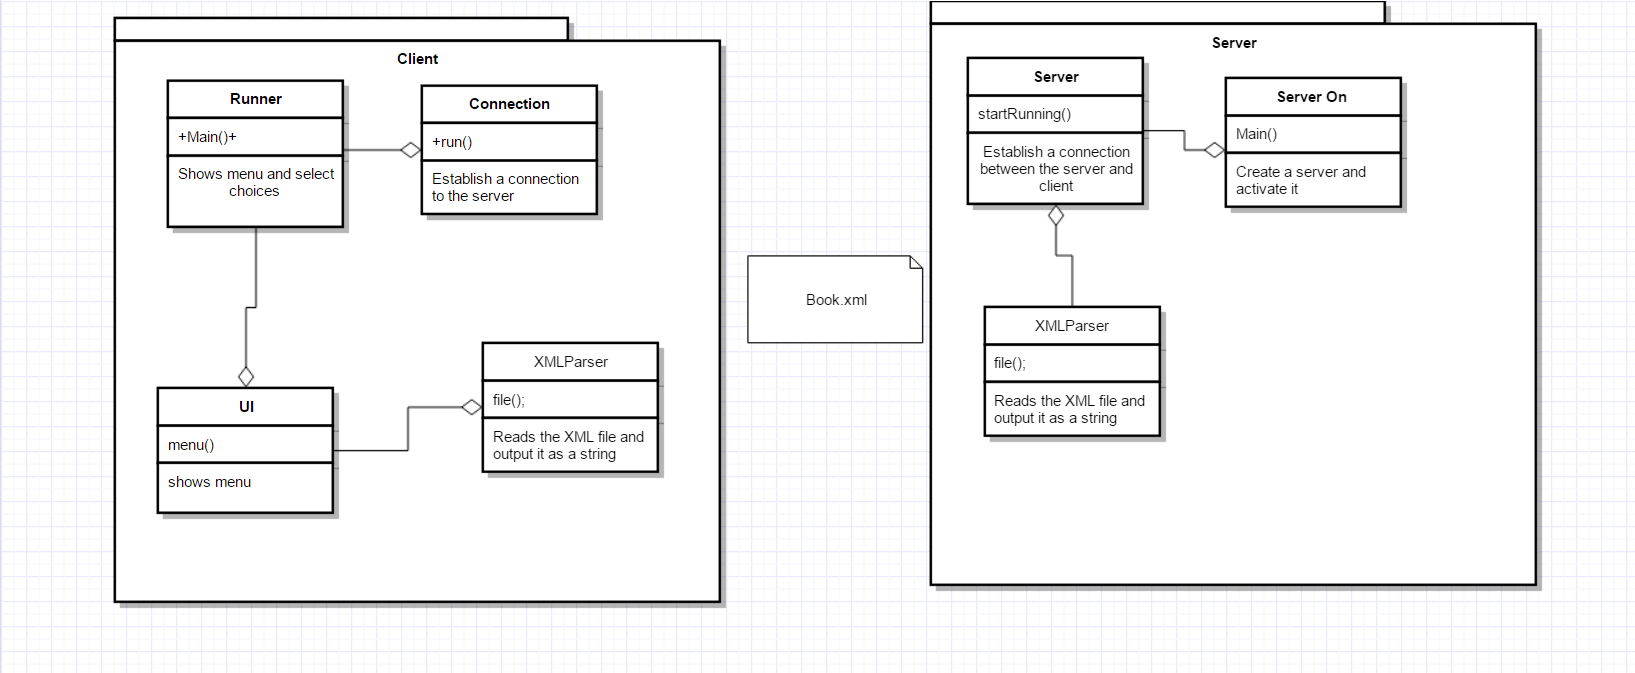 Client
Runner
+Main()+
Shows menu and select
choices
Connection
+run()
Establish a connection
to the server
UI
menu()
shows menu
XMLParser
file();
Reads the XML file and
output it as a string
Book.xml
Server
Server
startRunning()
Establish a connection
between the server and
client
Server On
Main()
Create a server and
activate it
XMLParser
file();
Reads the XML file and
output it as a string